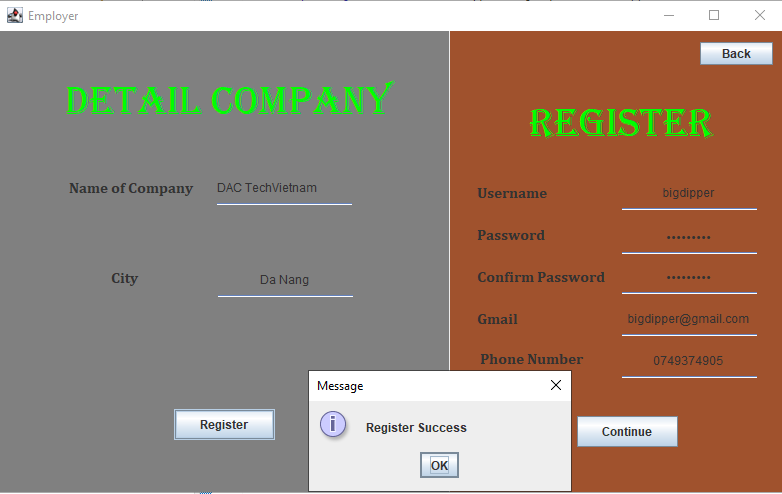 Employer
Back
DETAIL COMPANY
REGISTER
Name of Company DAC TechVietnam
Username bigdipper
Password •••••••••
City Da Nang
Confirm Password •••••••••
Gmail bigdipper@gmail.com
Phone Number 0749374905
Message
Register
Register Success
Continue
OK